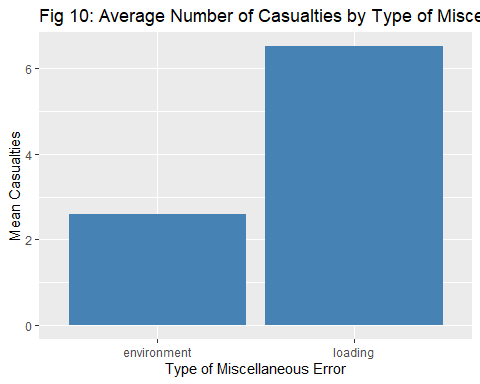 Fig 10: Average Number of Casualties by Type of Misce
Mean Casualties
6
4
2
0
environment loading
Type of Miscellaneous Error